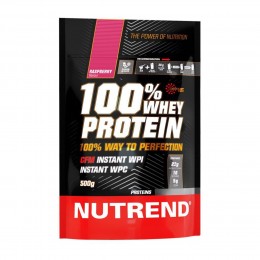 THE POWER OF NUTRITION
RASPBERRY
100%
WHEY
PROTEIN
100% WAY TO PERFECTION
CFM INSTANT WPI
INSTANT WPC
500g
PROTEINS
NUTREND